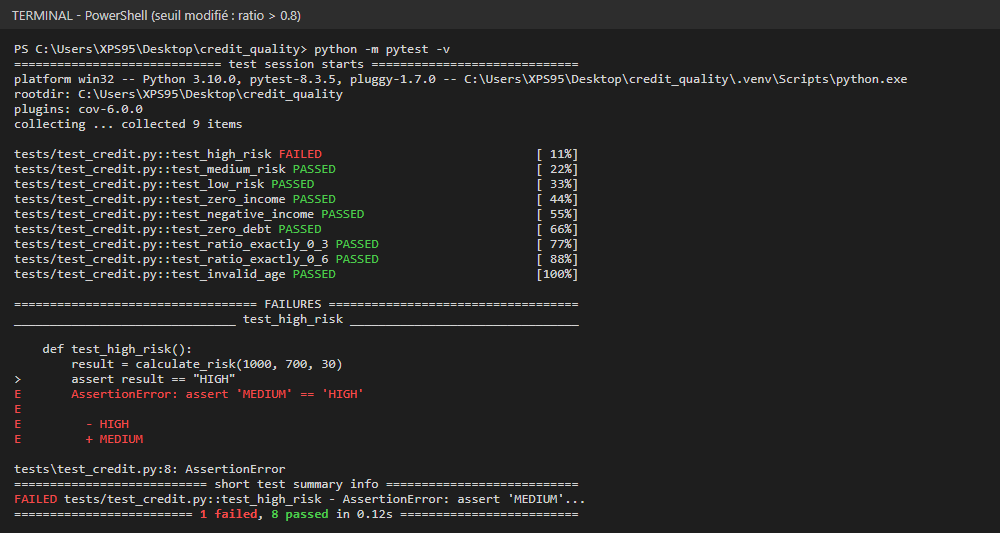 TERMINAL - PowerShell (seuil modifié : ratio > 0.8)
PS C:\Users\XPS95\Desktop\credit_quality> python -m pytest -v
============================= test session starts =============================
platform win32 -- Python 3.10.0, pytest-8.3.5, pluggy-1.7.0 -- C:\Users\XPS95\Desktop\credit_quality\.venv\Scripts\python.exe
rootdir: C:\Users\XPS95\Desktop\credit_quality
plugins: cov-6.0.0
collecting ... collected 9 items
tests/test_credit.py::test_high_risk FAILED [ 11%]
tests/test_credit.py::test_medium_risk PASSED [ 22%]
tests/test_credit.py::test_low_risk PASSED [ 33%]
tests/test_credit.py::test_zero_income PASSED [ 44%]
tests/test_credit.py::test_negative_income PASSED [ 55%]
tests/test_credit.py::test_zero_debt PASSED [ 66%]
tests/test_credit.py::test_ratio_exactly_0_3 PASSED [ 77%]
tests/test_credit.py::test_ratio_exactly_0_6 PASSED [ 88%]
tests/test_credit.py::test_invalid_age PASSED [100%]
================================== FAILURES ===================================
_______________________________ test_high_risk ________________________________
def test_high_risk():
result = calculate_risk(1000, 700, 30)
> assert result == "HIGH"
E AssertionError: assert 'MEDIUM' == 'HIGH'
E
E - HIGH
E + MEDIUM
tests\test_credit.py:8: AssertionError
=========================== short test summary info ===========================
FAILED tests/test_credit.py::test_high_risk - AssertionError: assert 'MEDIUM'...
========================= 1 failed, 8 passed in 0.12s =========================